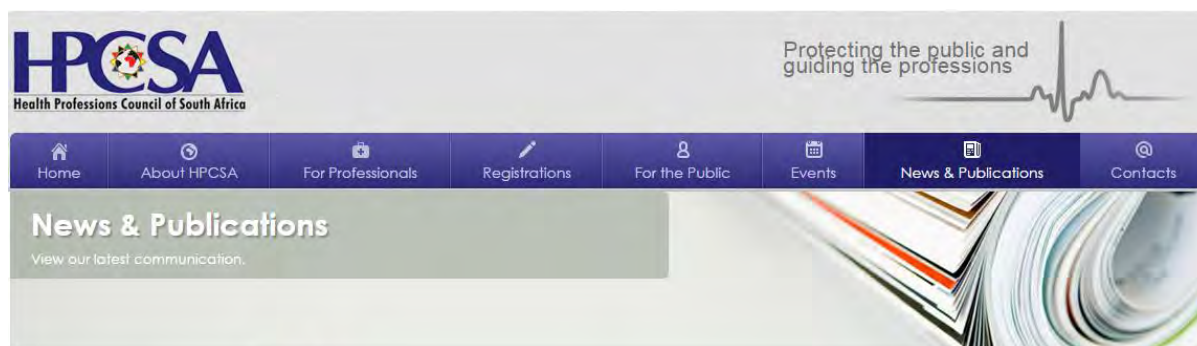 HPCSA
Health Professions Council of South Africa
Protecting the public and
guiding the professions
Home
About HPCSA
For Professionals
Registrations
For the Public
Events
News & Publications
Contacts
News & Publications
View our latest communication.